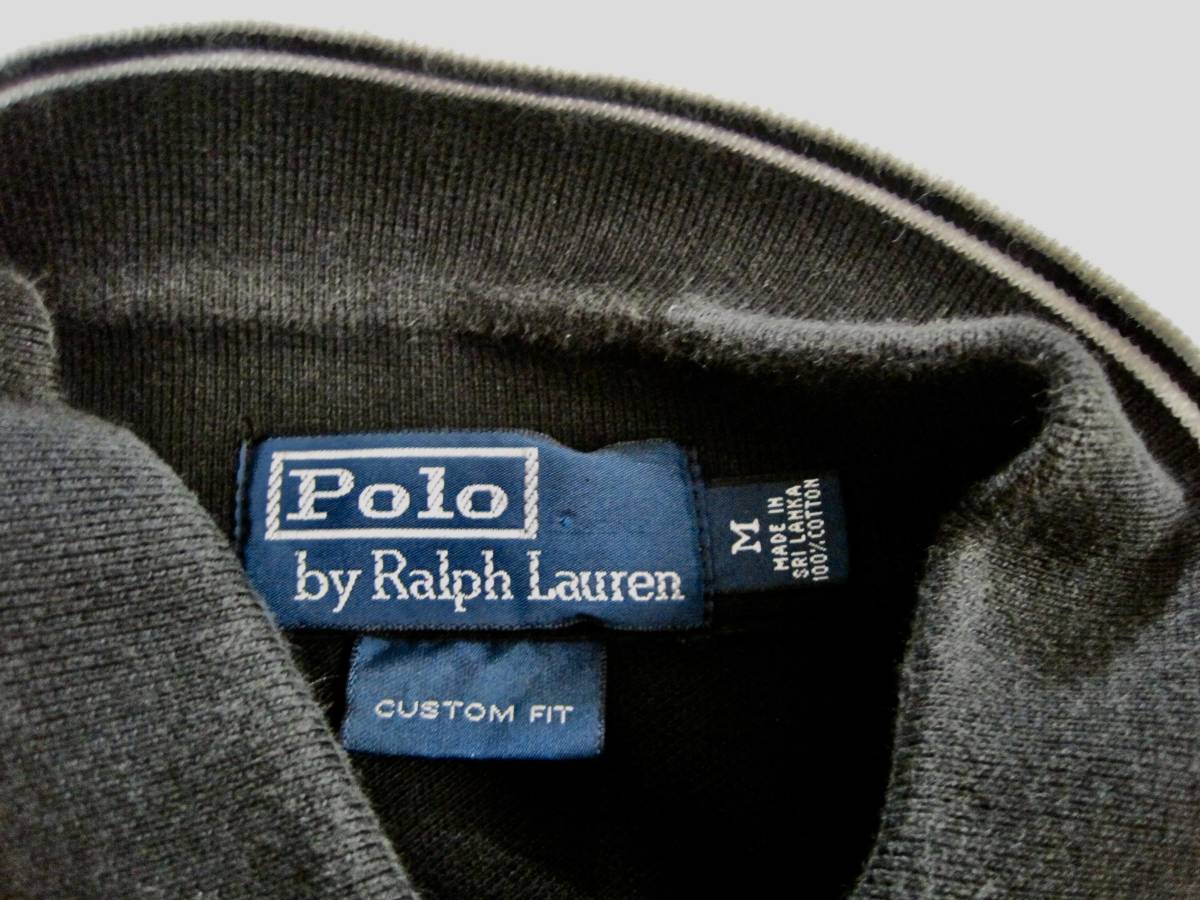 Polo
by Ralph Lauren
M
MADE IN
SRI LANKA
100% COTTON
CUSTOM FIT